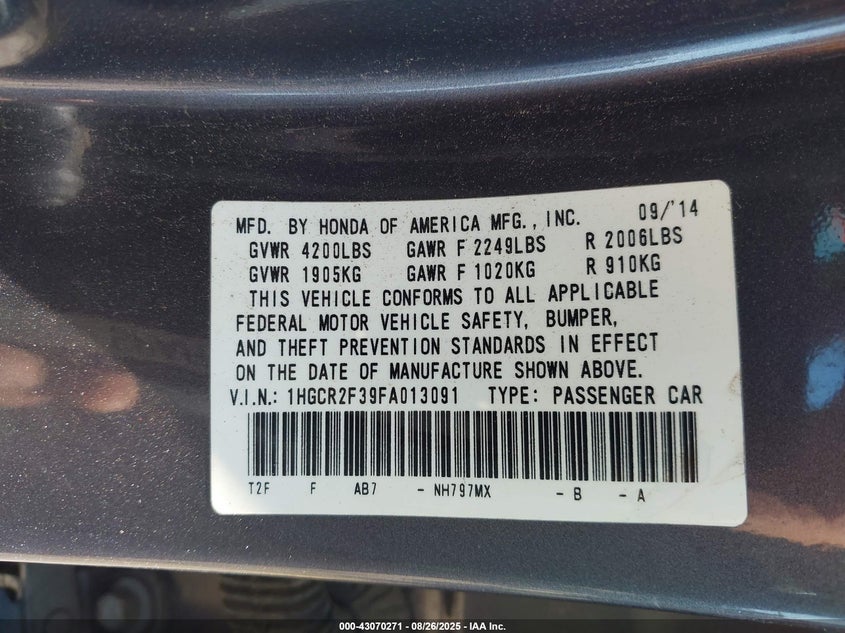 MFD. BY HONDA OF AMERICA MFG., INC. 09/'14
GVWR 4200LBS GAWR F 2249LBS R 2006LBS
GVWR 1905KG GAWR F 1020KG R 910KG
THIS VEHICLE CONFORMS TO ALL APPLICABLE
FEDERAL MOTOR VEHICLE SAFETY, BUMPER,
AND THEFT PREVENTION STANDARDS IN EFFECT
ON THE DATE OF MANUFACTURE SHOWN ABOVE.
V.I.N.: 1HGCR2F39FA013091 TYPE: PASSENGER CAR
T2F F AB7 - NH797MX - B - A
000-43070271 - 08/26/2025 - IAA Inc.